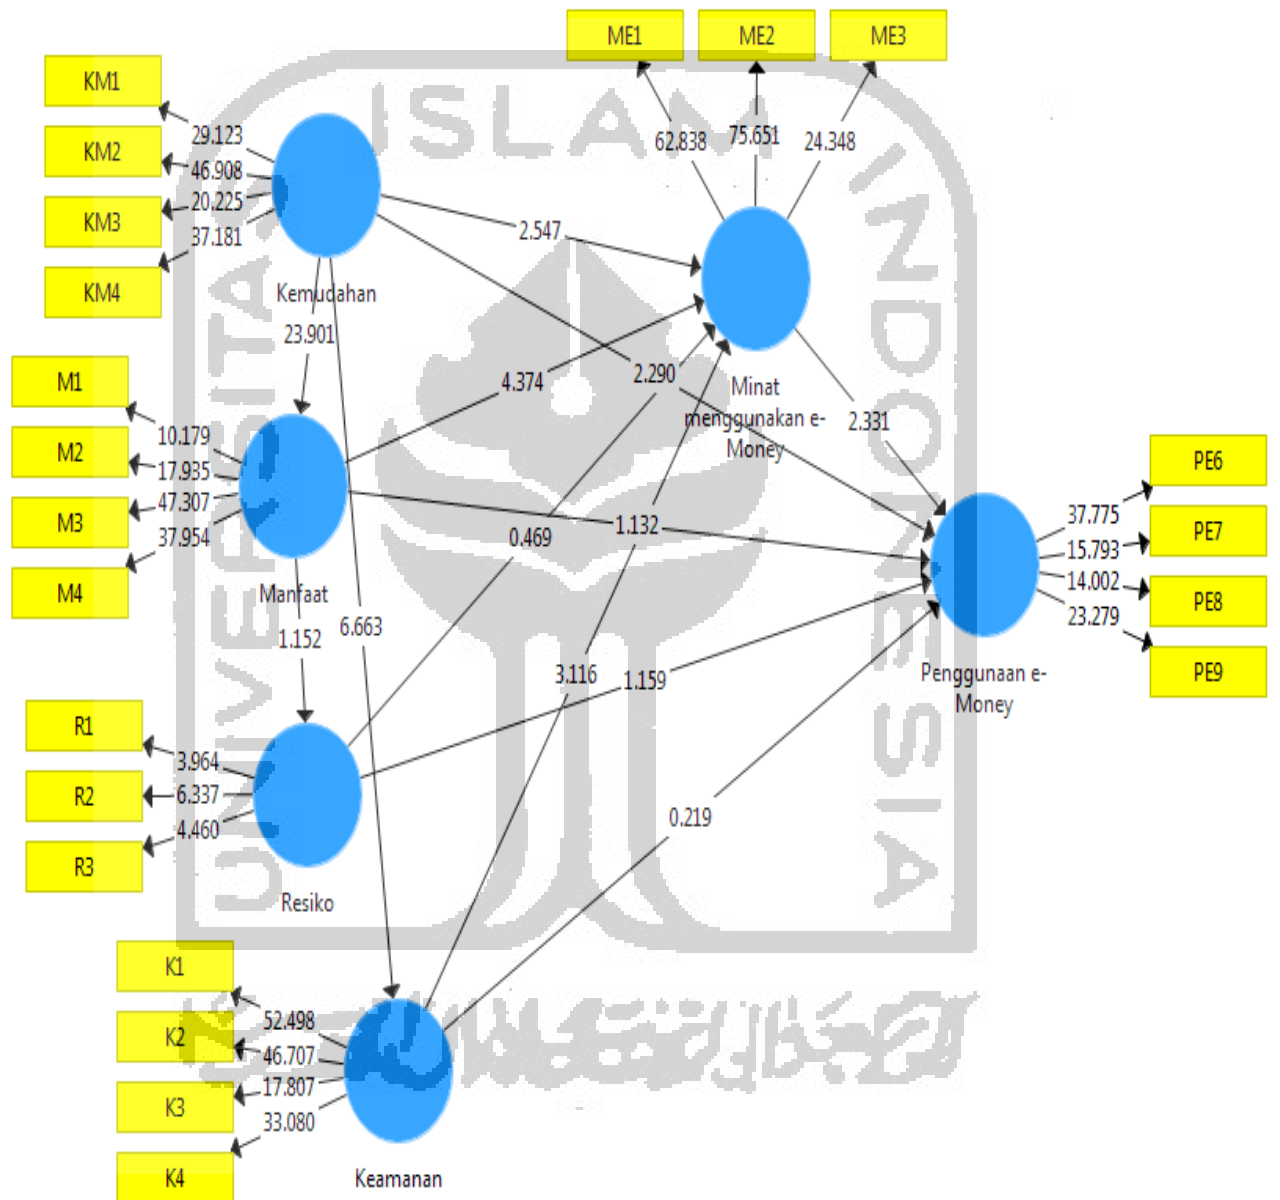 ME1
ME2
ME3
KM1
KM2
KM3
KM4
29.123
46.908
20.225
37.181
62.838
75.651
24.348
Kemudahan
2.547
23.901
M1
M2
M3
M4
10.179
17.935
47.307
37.954
4.374
2.290
Minat
menggunakan e-
Money
2.331
Manfaat
1.152
6.663
0.469
1.132
PE6
PE7
PE8
PE9
37.775
15.793
14.002
23.279
Penggunaan e-
Money
R1
R2
R3
3.964
6.337
4.460
3.116
1.159
0.219
Resiko
K1
K2
K3
K4
52.498
46.707
17.807
33.080
Keamanan
UNIVERSITAS
ISLAM
INDONESIA